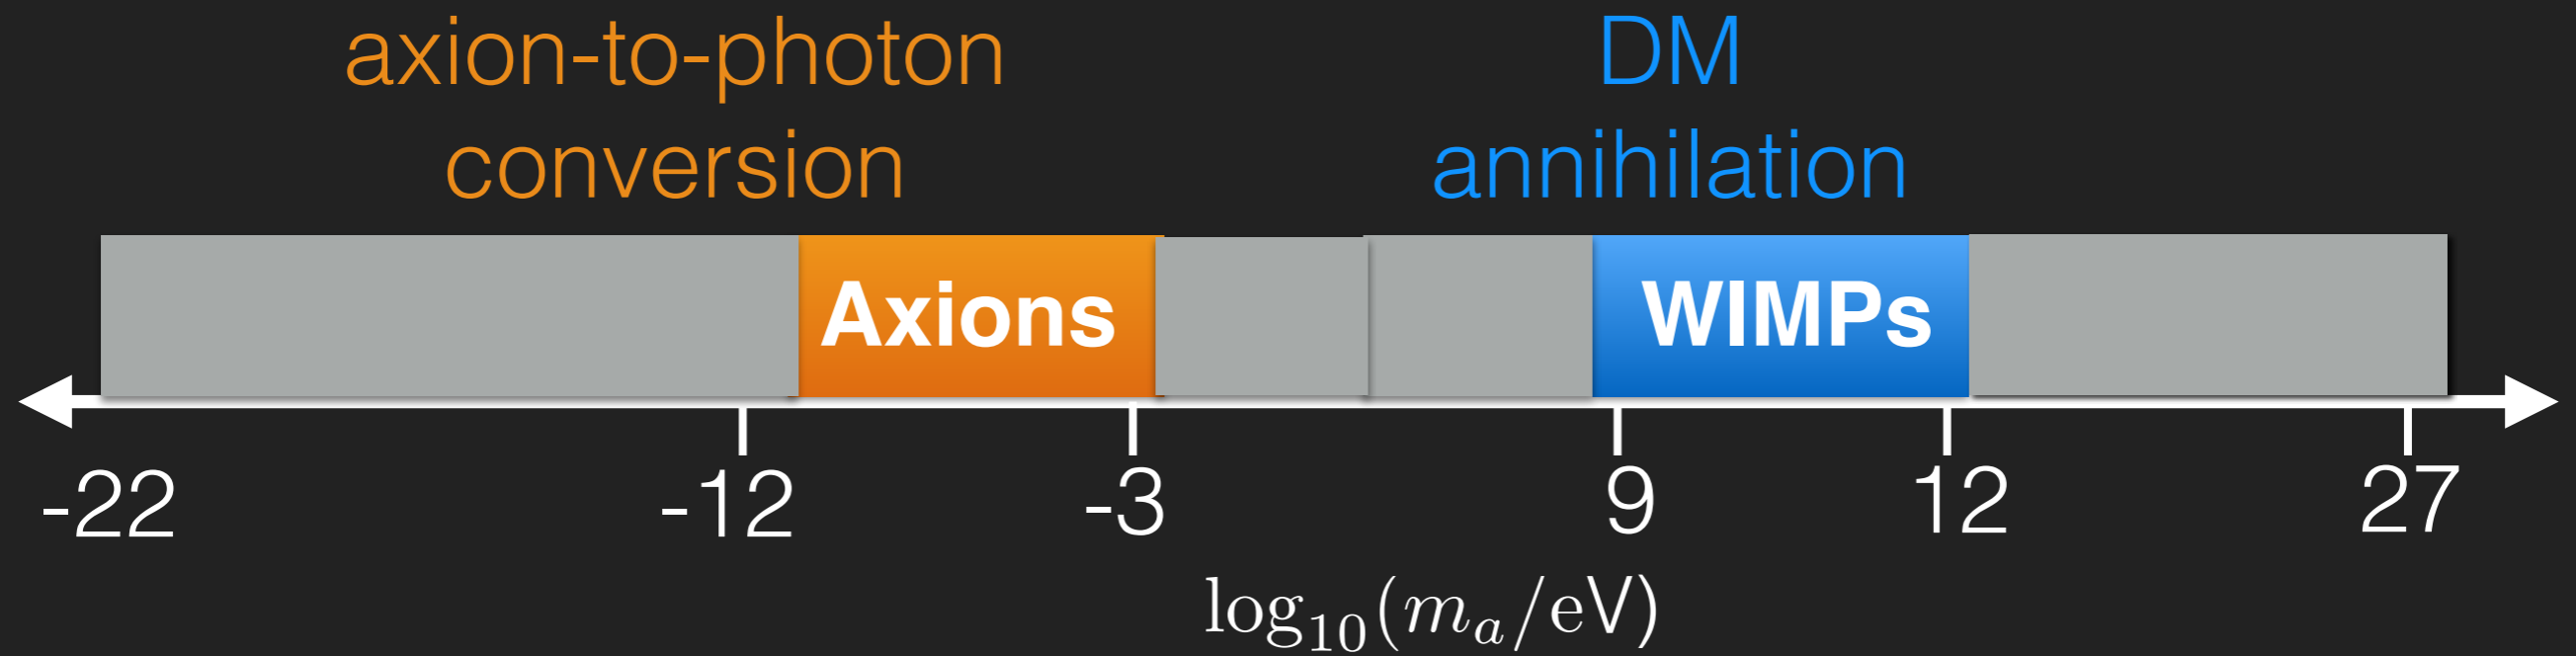 axion-to-photon
conversion
DM
annihilation
Axions
WIMPs
-22
-12
-3
9
12
27
log₁₀(mₐ/eV)